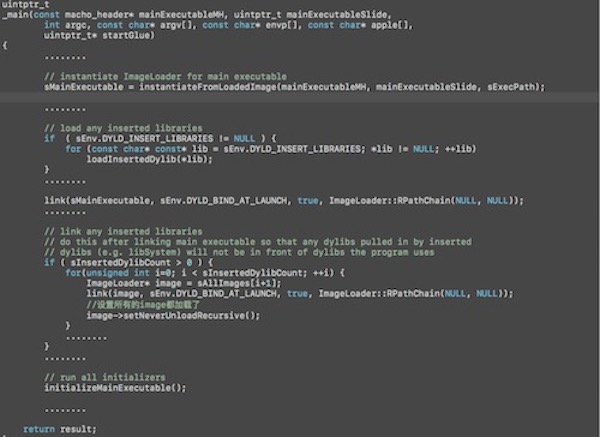 uintptr_t
_main(const macho_header* mainExecutableMH, uintptr_t mainExecutableSlide,
        int argc, const char* argv[], const char* envp[], const char* apple[],
        uintptr_t* startGlue)
{
        ........

        // instantiate ImageLoader for main executable
        sMainExecutable = instantiateFromLoadedImage(mainExecutableMH, mainExecutableSlide, sExecPath);

        ........

        // load any inserted libraries
        if  ( sEnv.DYLD_INSERT_LIBRARIES != NULL ) {
            for (const char* const* lib = sEnv.DYLD_INSERT_LIBRARIES; *lib != NULL; ++lib)
                loadInsertedDylib(*lib);
        }
        ........

        link(sMainExecutable, sEnv.DYLD_BIND_AT_LAUNCH, true, ImageLoader::RPathChain(NULL, NULL));
        ........

        // link any inserted libraries
        // do this after linking main executable so that any dylibs pulled in by inserted
        // dylibs (e.g. libSystem) will not be in front of dylibs the program uses
        if ( sInsertedDylibCount > 0 ) {
            for(unsigned int i=0; i < sInsertedDylibCount; ++i) {
                ImageLoader* image = sAllImages[i+1];
                link(image, sEnv.DYLD_BIND_AT_LAUNCH, true, ImageLoader::RPathChain(NULL, NULL));
                //设置所有的image都加载了
                image->setNeverUnloadRecursive();
            }
            ........
        }
        ........

        // run all initializers
        initializeMainExecutable();

        ........

    return result;